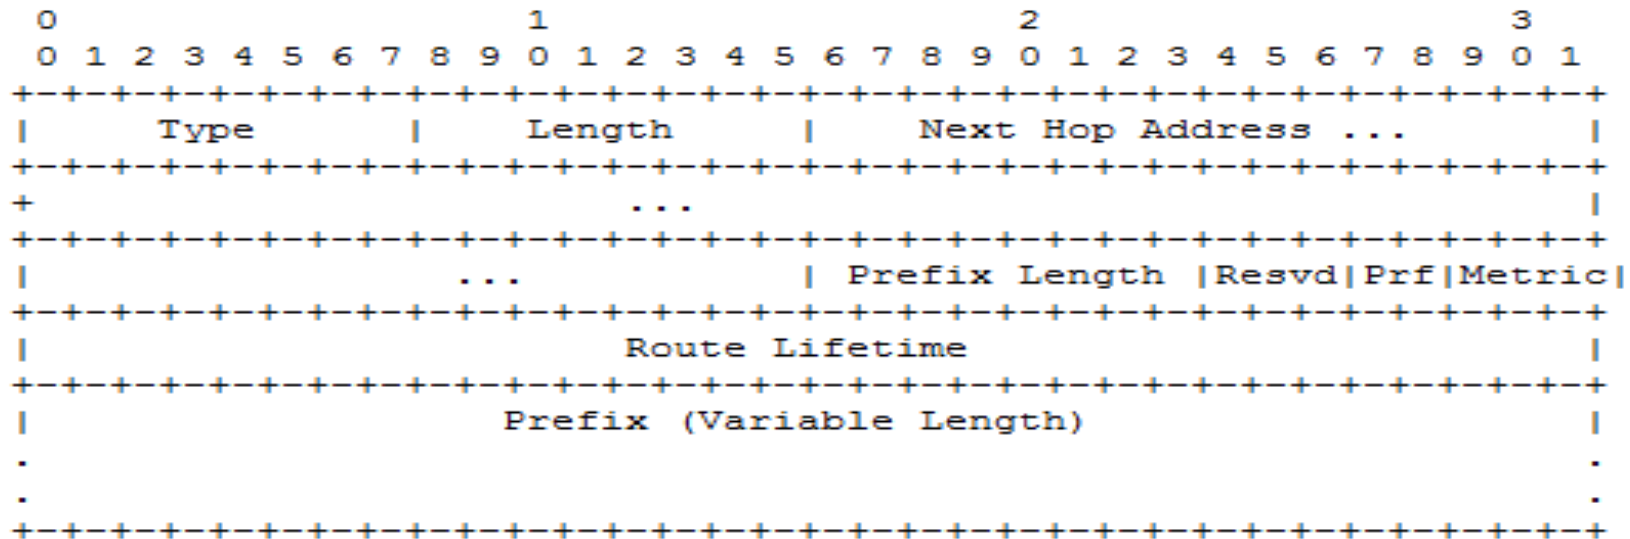 0                   1                   2                   3
 0 1 2 3 4 5 6 7 8 9 0 1 2 3 4 5 6 7 8 9 0 1 2 3 4 5 6 7 8 9 0 1
+-+-+-+-+-+-+-+-+-+-+-+-+-+-+-+-+-+-+-+-+-+-+-+-+-+-+-+-+-+-+-+-+
|     Type      |    Length     |    Next Hop Address ...       |
+-+-+-+-+-+-+-+-+-+-+-+-+-+-+-+-+-+-+-+-+-+-+-+-+-+-+-+-+-+-+-+-+
+                        ...                                    |
+-+-+-+-+-+-+-+-+-+-+-+-+-+-+-+-+-+-+-+-+-+-+-+-+-+-+-+-+-+-+-+-+
|                 ...           | Prefix Length |Resvd|Prf|Metric|
+-+-+-+-+-+-+-+-+-+-+-+-+-+-+-+-+-+-+-+-+-+-+-+-+-+-+-+-+-+-+-+-+
|                        Route Lifetime                         |
+-+-+-+-+-+-+-+-+-+-+-+-+-+-+-+-+-+-+-+-+-+-+-+-+-+-+-+-+-+-+-+-+
|                   Prefix (Variable Length)                    |
.                                                               .
.                                                               .
+-+-+-+-+-+-+-+-+-+-+-+-+-+-+-+-+-+-+-+-+-+-+-+-+-+-+-+-+-+-+-+-+